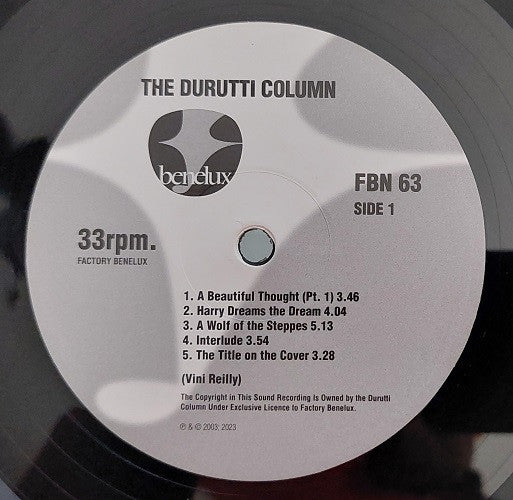 THE DURUTTI COLUMN
benelux
FBN 63
SIDE 1
33rpm.
FACTORY BENELUX
1. A Beautiful Thought (Pt. 1) 3.46
2. Harry Dreams the Dream 4.04
3. A Wolf of the Steppes 5.13
4. Interlude 3.54
5. The Title on the Cover 3.28
(Vini Reilly)
The Copyright in This Sound Recording Is Owned by the Durutti
Column Under Exclusive Licence to Factory Benelux.
℗ & © 2003; 2023